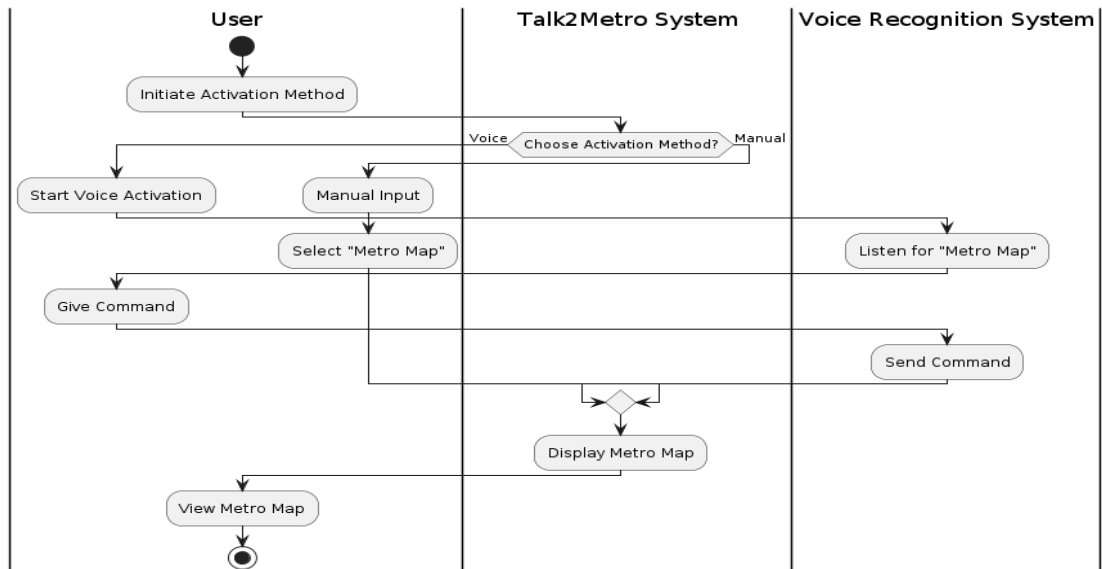 User
Talk2Metro System
Voice Recognition System
Initiate Activation Method
Voice
Choose Activation Method?
Manual
Start Voice Activation
Manual Input
Select "Metro Map"
Listen for "Metro Map"
Give Command
Send Command
Display Metro Map
View Metro Map